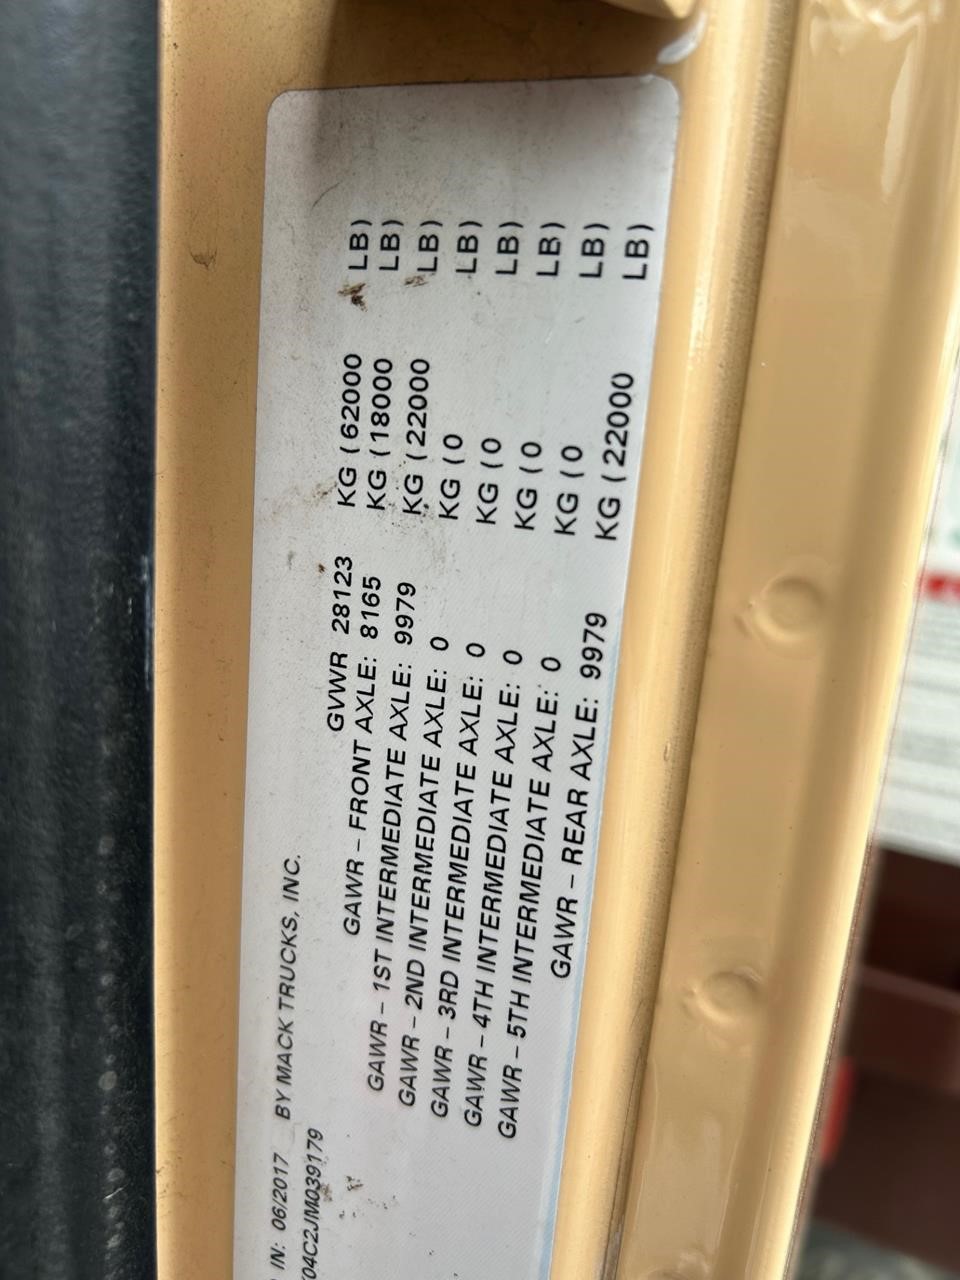 IN: 06/2017 BY MACK TRUCKS, INC.
04C2JM039179
GVWR 28123 KG (62000 LB)
GAWR – FRONT AXLE: 8165 KG (18000 LB)
GAWR – 1ST INTERMEDIATE AXLE: 9979 KG (22000 LB)
GAWR – 2ND INTERMEDIATE AXLE: 0 KG (0 LB)
GAWR – 3RD INTERMEDIATE AXLE: 0 KG (0 LB)
GAWR – 4TH INTERMEDIATE AXLE: 0 KG (0 LB)
GAWR – 5TH INTERMEDIATE AXLE: 0 KG (0 LB)
GAWR – REAR AXLE: 9979 KG (22000 LB)